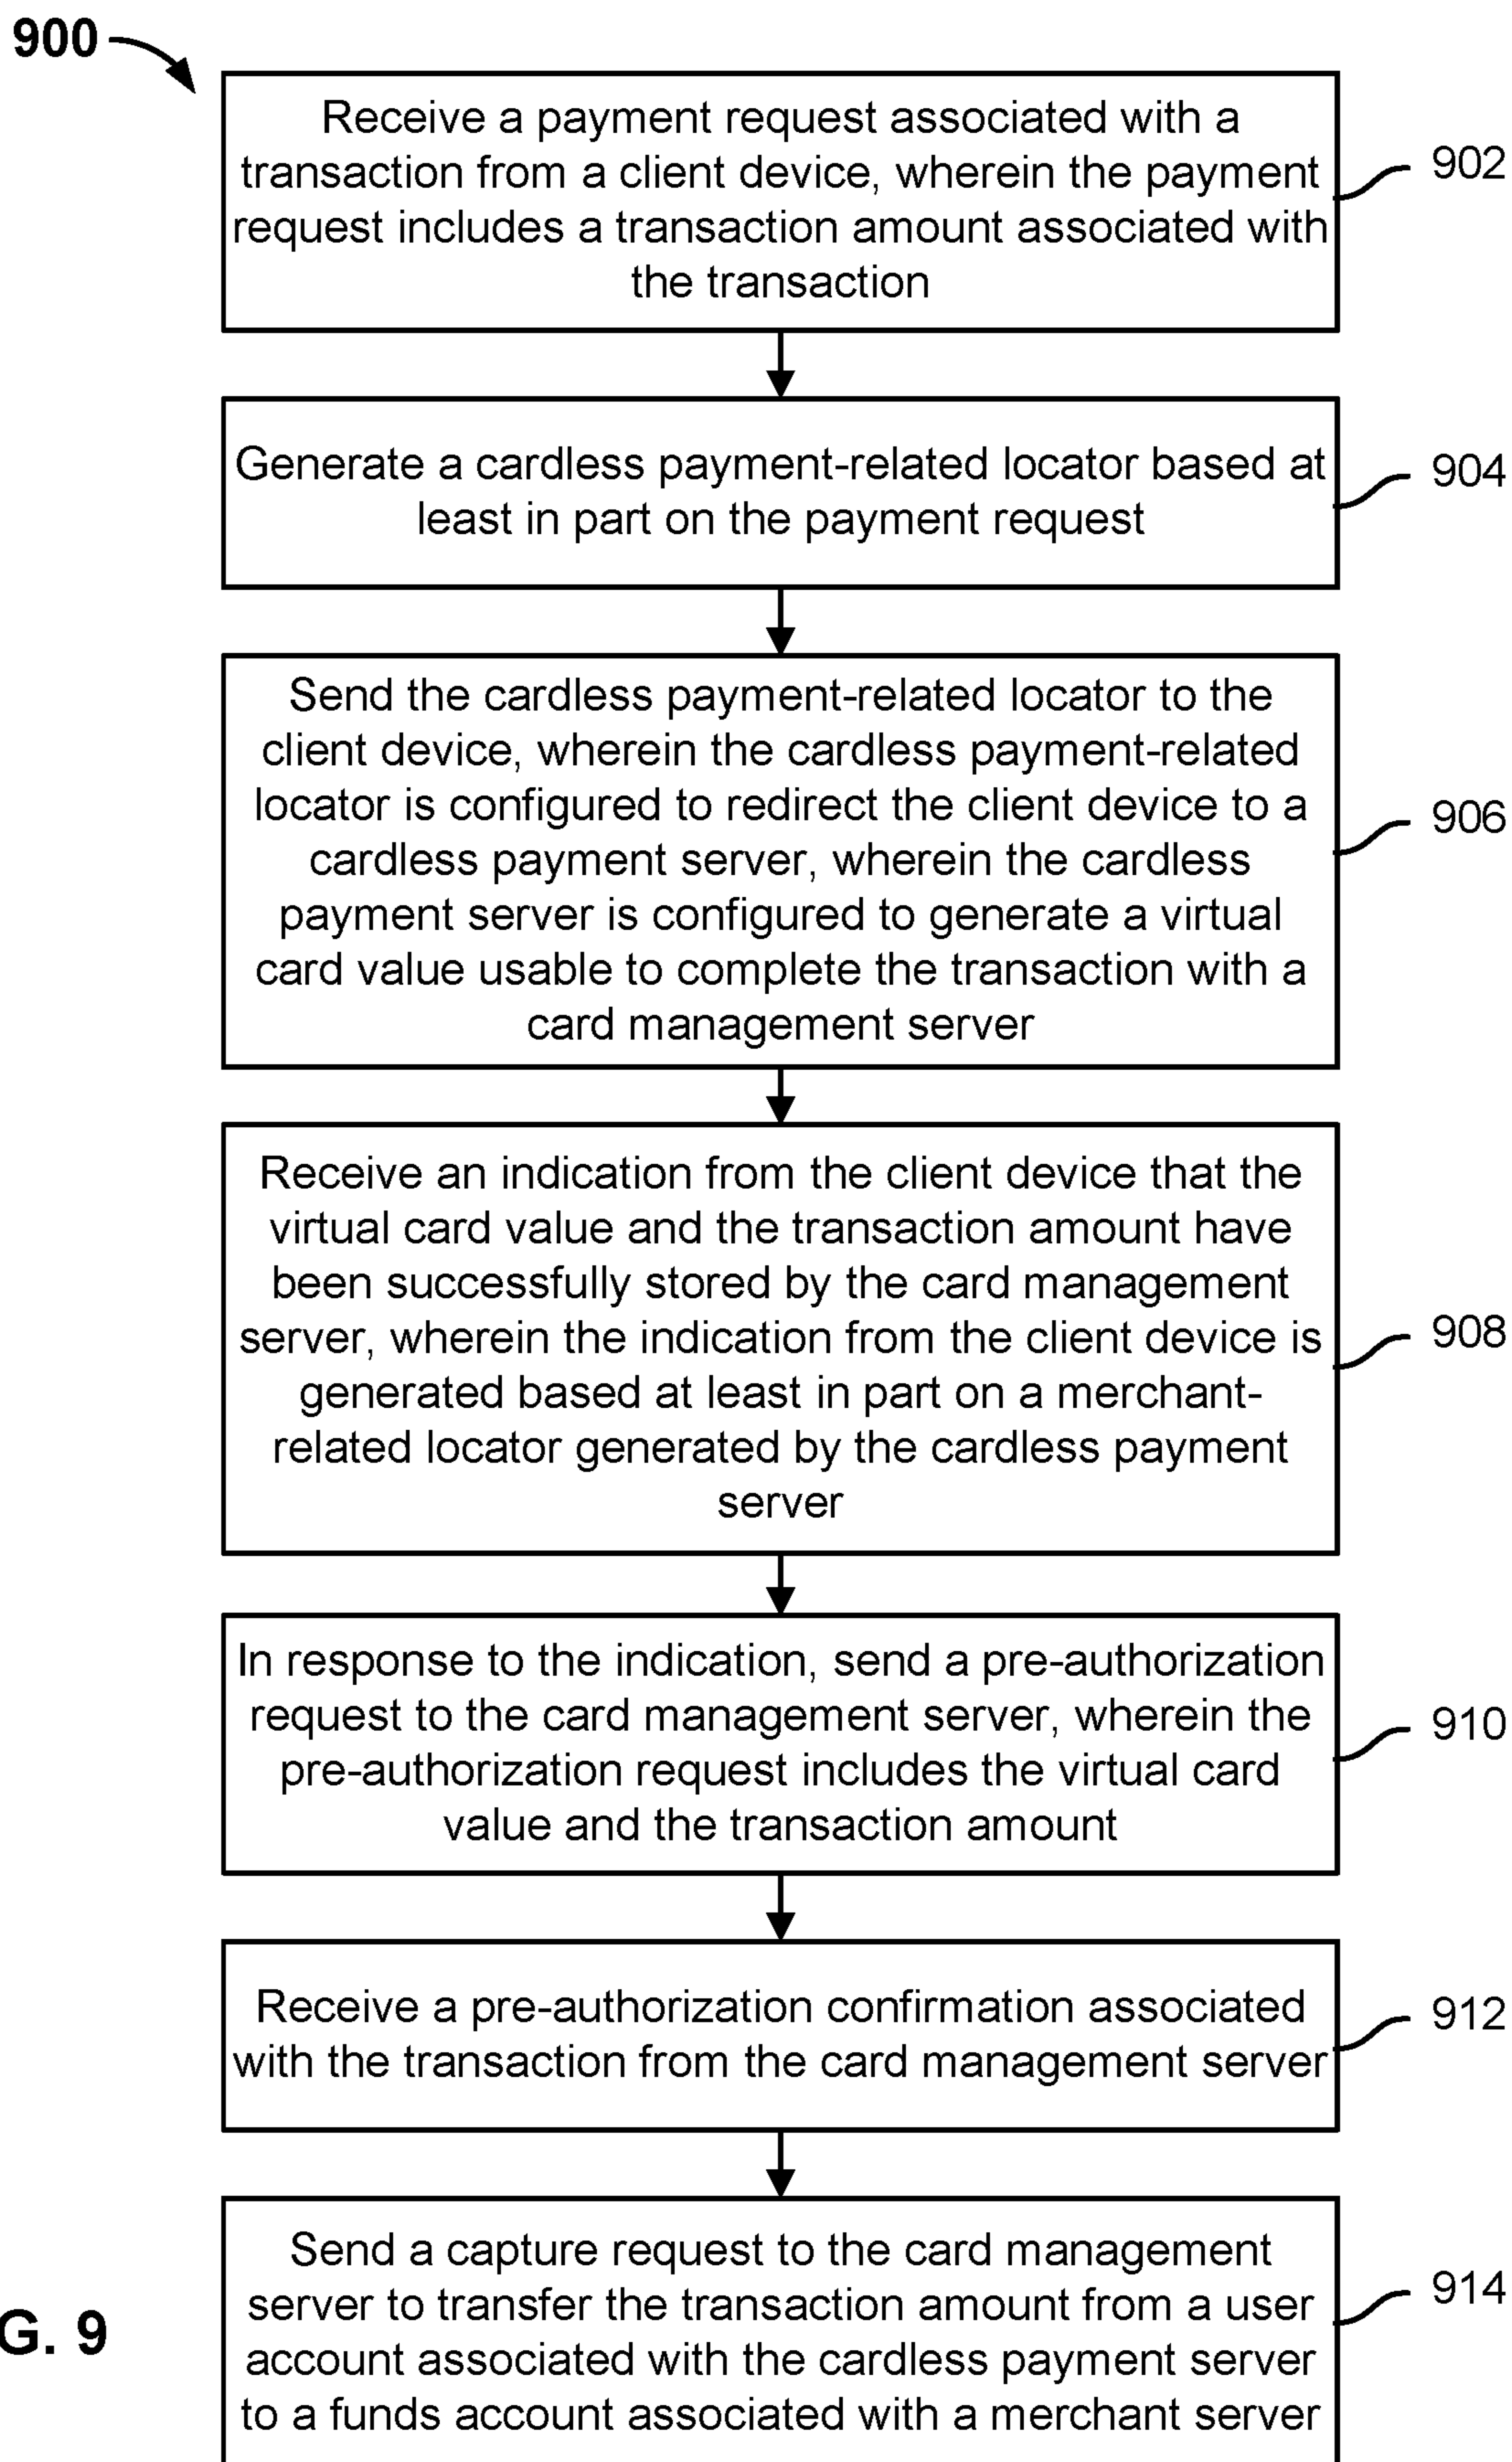 900
Receive a payment request associated with a
transaction from a client device, wherein the payment
request includes a transaction amount associated with
the transaction
902
Generate a cardless payment-related locator based at
least in part on the payment request
904
Send the cardless payment-related locator to the
client device, wherein the cardless payment-related
locator is configured to redirect the client device to a
cardless payment server, wherein the cardless
payment server is configured to generate a virtual
card value usable to complete the transaction with a
card management server
906
Receive an indication from the client device that the
virtual card value and the transaction amount have
been successfully stored by the card management
server, wherein the indication from the client device is
generated based at least in part on a merchant-
related locator generated by the cardless payment
server
908
In response to the indication, send a pre-authorization
request to the card management server, wherein the
pre-authorization request includes the virtual card
value and the transaction amount
910
Receive a pre-authorization confirmation associated
with the transaction from the card management server
912
Send a capture request to the card management
server to transfer the transaction amount from a user
account associated with the cardless payment server
to a funds account associated with a merchant server
914
G. 9